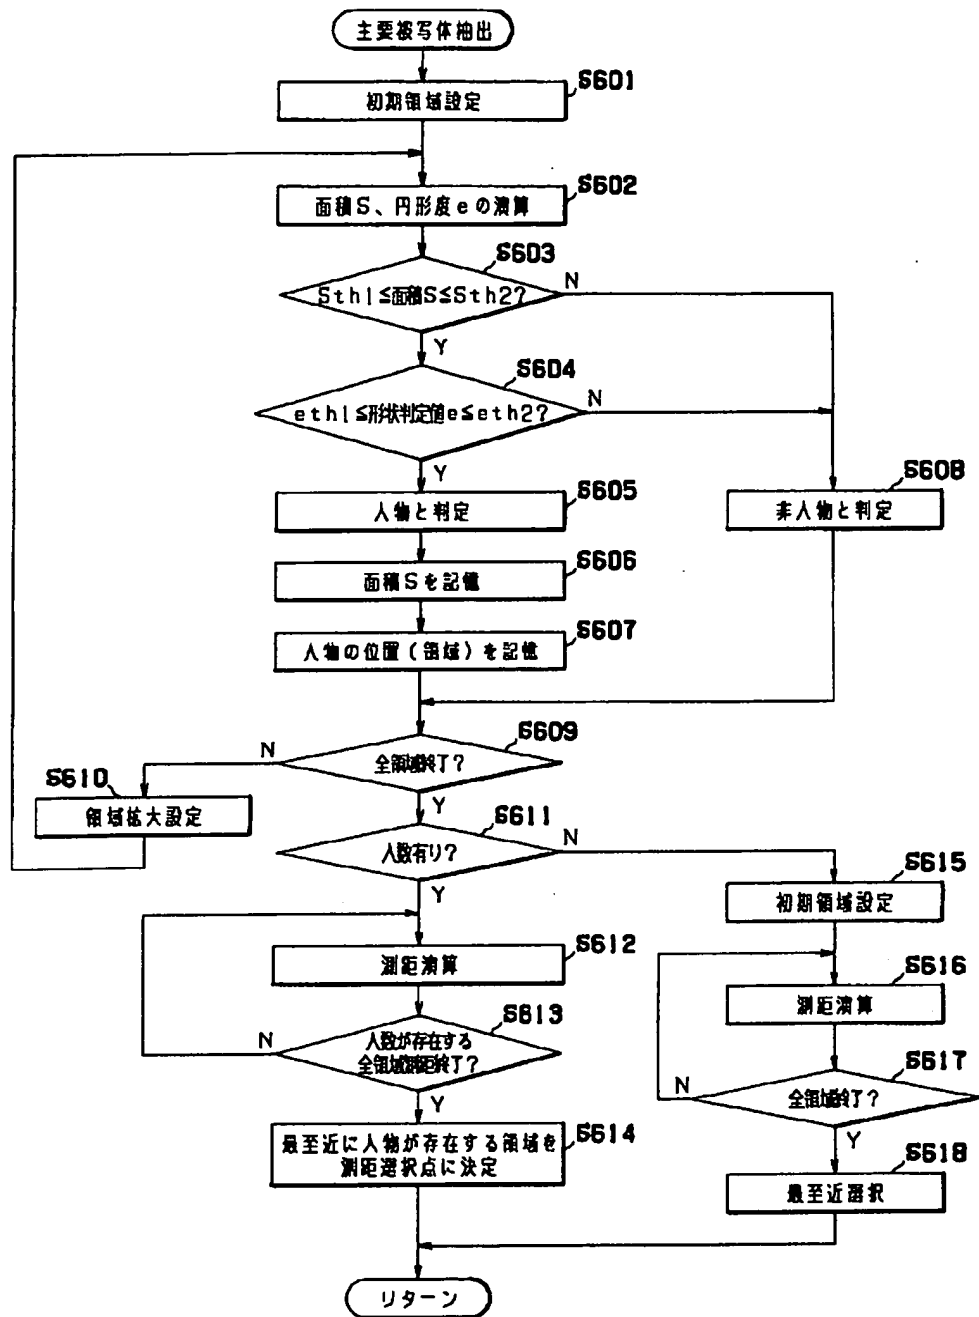 主要被写体抽出
S601
初期領域設定
S602
面積S、円形度eの演算
S603
Sth1≦面積S≦Sth2?
N
Y
S604
eth1≦形状判定値e≦eth2?
N
Y
S605
人物と判定
S608
非人物と判定
S606
面積Sを記憶
S607
人物の位置(領域)を記憶
S609
全領域終了?
N
Y
S610
領域拡大設定
S611
人数有り?
N
Y
S615
初期領域設定
S612
測距演算
S616
測距演算
S613
人数が存在する
全領域測距終了?
N
Y
S617
全領域終了?
N
Y
S614
最至近に人物が存在する領域を
測距選択点に決定
S618
最至近選択
リターン